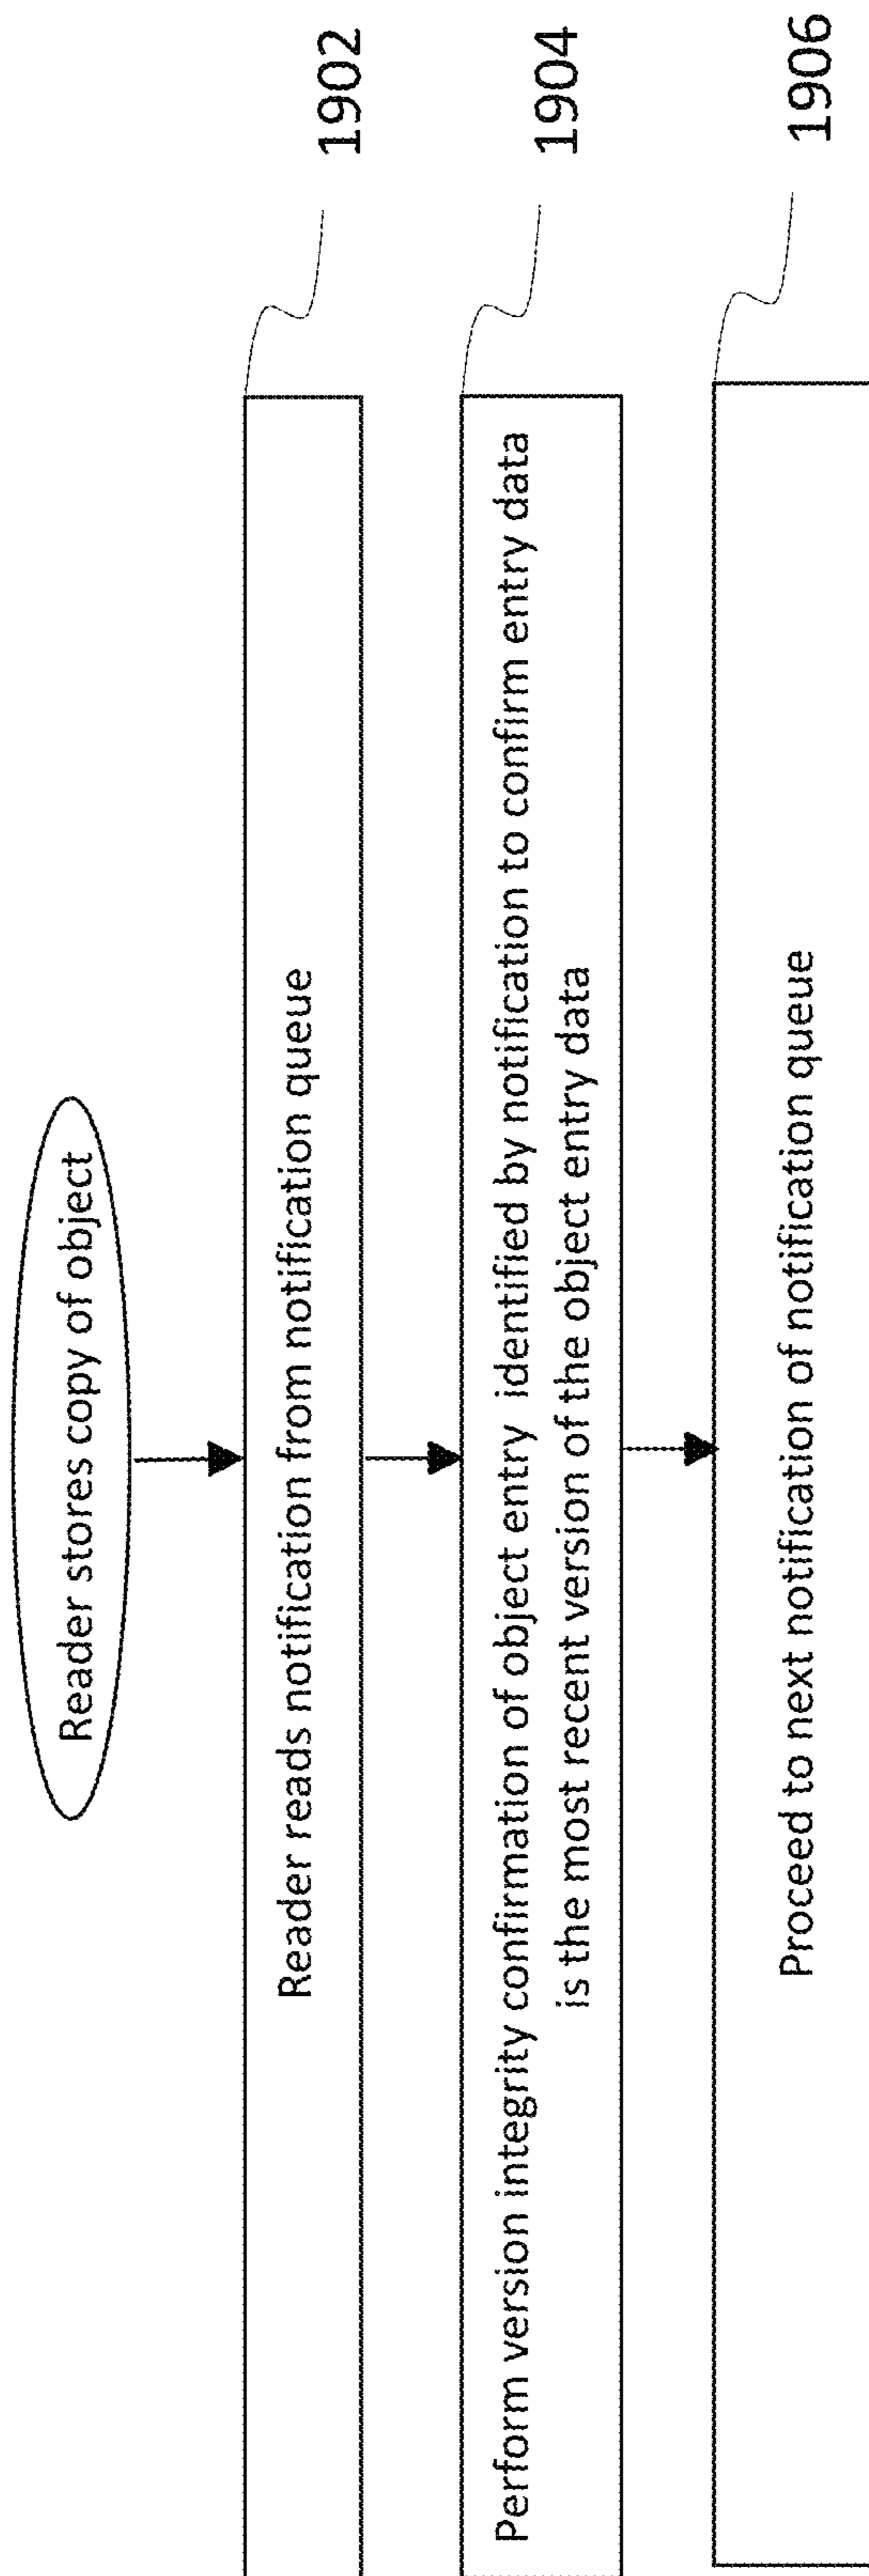 Reader stores copy of object
Reader reads notification from notification queue
1902
Perform version integrity confirmation of object entry identified by notification to confirm entry data
is the most recent version of the object entry data
1904
Proceed to next notification of notification queue
1906